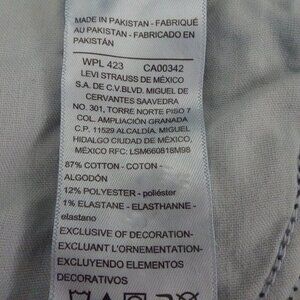 MADE IN PAKISTAN - FABRIQUÉ
AU PAKISTAN - FABRICADO EN
PAKISTÁN
WPL 423 CA00342
LEVI STRAUSS DE MÉXICO
S.A. DE C.V.BLVD. MIGUEL DE
CERVANTES SAAVEDRA
NO. 301, TORRE NORTE PISO 7
COL. AMPLIACIÓN GRANADA
C.P. 11529 ALCALDÍA. MIGUEL
HIDALGO CIUDAD DE MÉXICO,
MÉXICO RFC: LSM660818M98
87% COTTON - COTON -
ALGODÓN
12% POLYESTER - poliéster
1% ELASTANE - ELASTHANNE -
elastano
EXCLUSIVE OF DECORATION-
EXCLUANT L'ORNEMENTATION-
EXCLUYENDO ELEMENTOS
DECORATIVOS